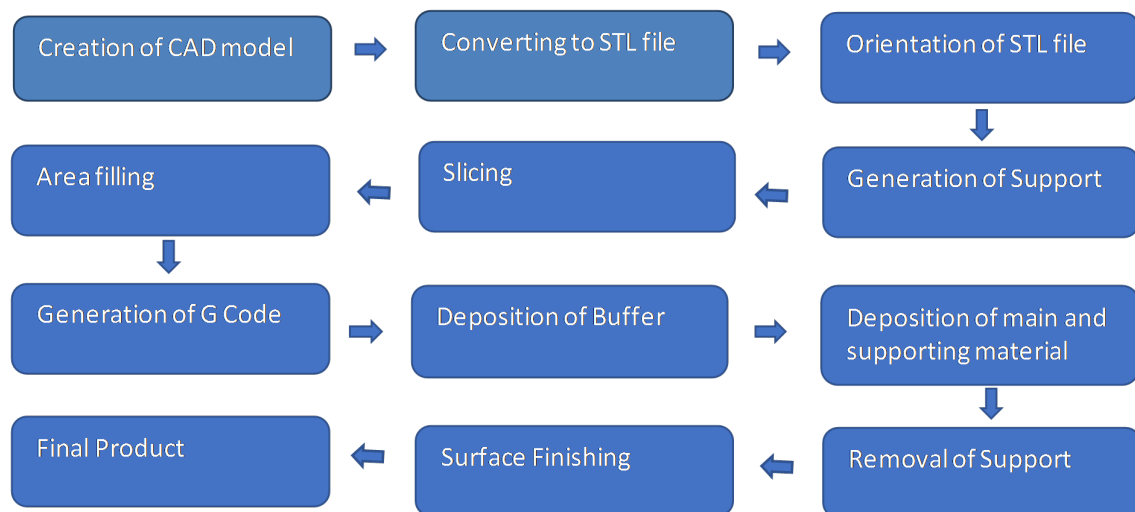 Creation of CAD model
Converting to STL file
Orientation of STL file
Generation of Support
Slicing
Area filling
Generation of G Code
Deposition of Buffer
Deposition of main and
supporting material
Removal of Support
Surface Finishing
Final Product